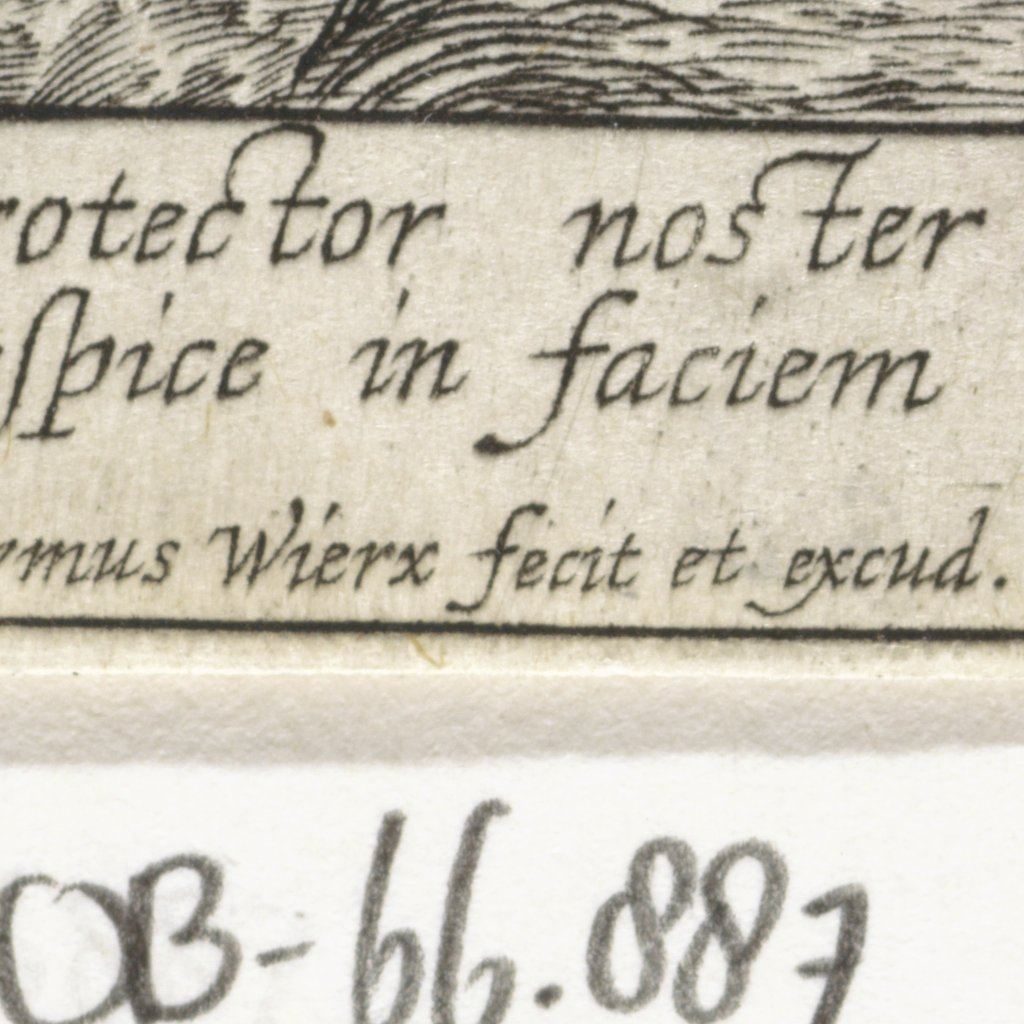 rotector noster
ſpice in faciem
ymus Wierx fecit et excud.
OB-66.887